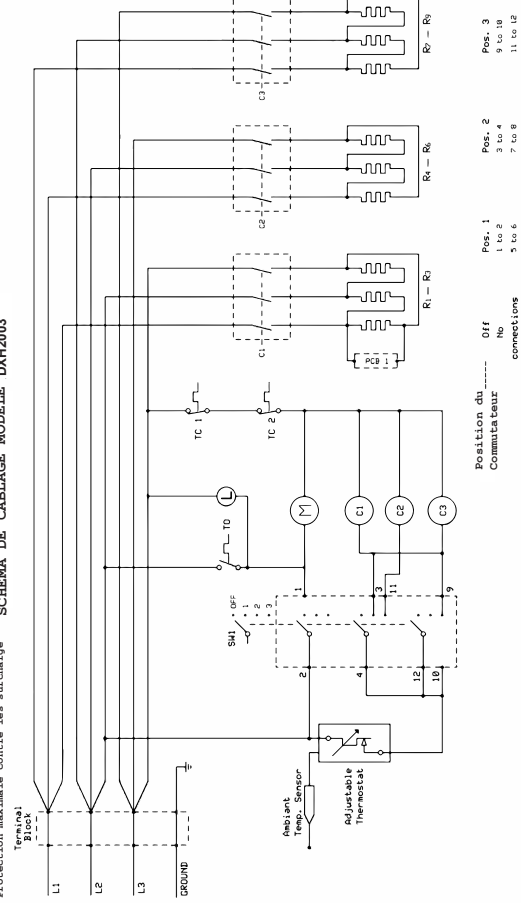 Protection maximale contre les surcharge
SCHEMA DE CABLAGE MODELE DXH2003
Terminal
Block
L1
L2
L3
GROUND
Ambiant
Temp. Sensor
Adjustable
Thermostat
SW1
OFF
1
2
3
2
4
12
10
1
3
11
9
TO
L
M
C1
C2
C3
TC 1
TC 2
C1
C2
C3
PCB 1
R1 - R3
R4 - R6
R7 - R9
Position du ------ Off Pos. 1 Pos. 2 Pos. 3
Commutateur No 1 to 2 3 to 4 9 to 10
connections 5 to 6 7 to 8 11 to 12